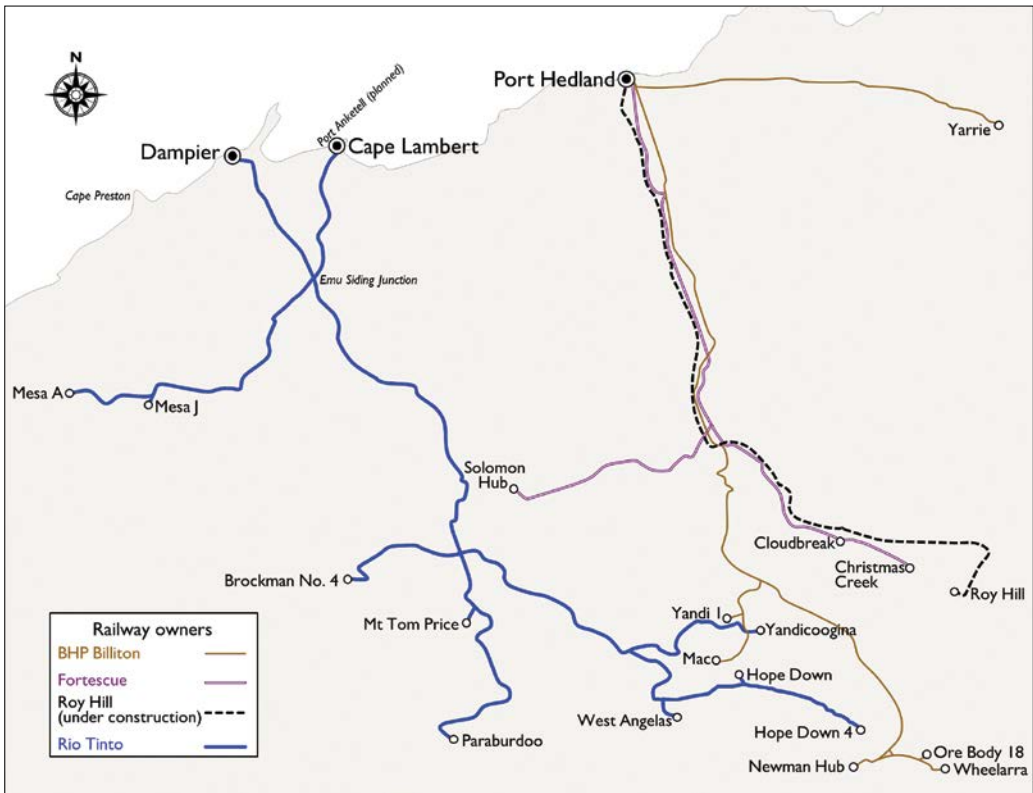 N
Port Hedland
Port Anketell (planned)
Yarrie
Dampier
Cape Lambert
Cape Preston
Emu Siding Junction
Mesa A
Mesa J
Solomon
Hub
Cloudbreak
Christmas
Creek
Brockman No. 4
Roy Hill
Yandi 1
Mt Tom Price
Yandicoogina
Mac
Hope Down
West Angelas
Hope Down 4
Paraburdoo
Ore Body 18
Newman Hub
Wheelarra
Railway owners
BHP Billiton
Fortescue
Roy Hill
(under construction)
Rio Tinto